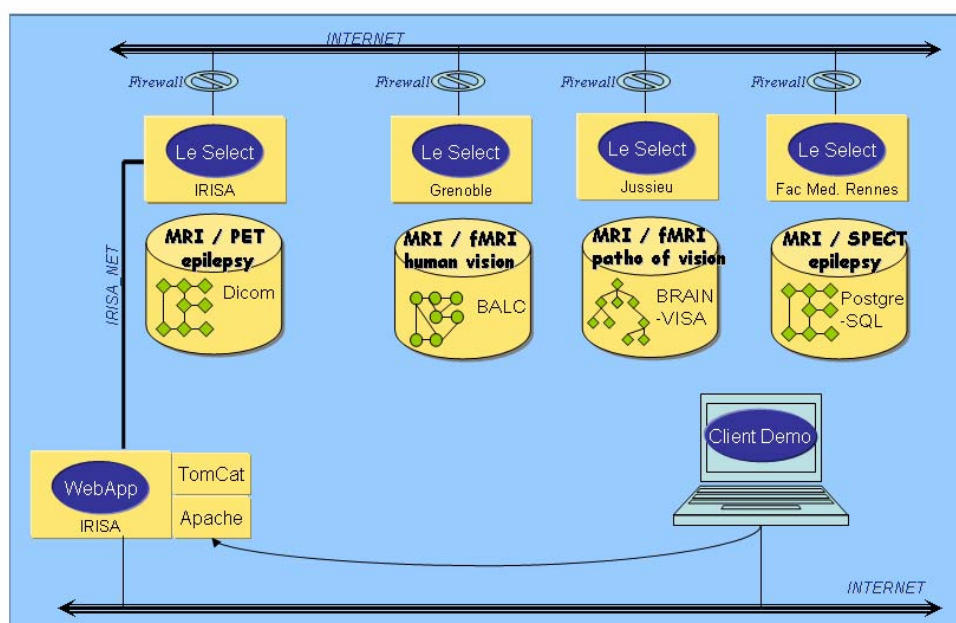 INTERNET
Firewall
Firewall
Firewall
Firewall
Le Select
IRISA
Le Select
Grenoble
Le Select
Jussieu
Le Select
Fac Med. Rennes
IRISA_NET
MRI / PET
epilepsy
Dicom
MRI / fMRI
human vision
BALC
MRI / fMRI
patho of vision
BRAIN
-VISA
MRI / SPECT
epilepsy
Postgre
-SQL
Client Demo
WebApp
IRISA
TomCat
Apache
INTERNET